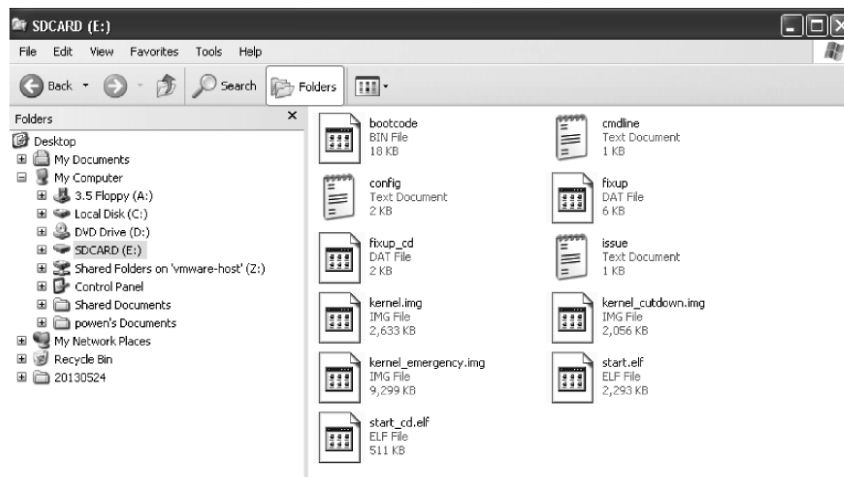 SDCARD (E:)
File Edit View Favorites Tools Help
Back Search Folders
Folders
Desktop
My Documents
My Computer
3.5 Floppy (A:)
Local Disk (C:)
DVD Drive (D:)
SDCARD (E:)
Shared Folders on 'vmware-host' (Z:)
Control Panel
Shared Documents
powen's Documents
My Network Places
Recycle Bin
20130524
bootcode
BIN File
18 KB
cmdline
Text Document
1 KB
config
Text Document
2 KB
fixup
DAT File
6 KB
fixup_cd
DAT File
2 KB
issue
Text Document
1 KB
kernel.img
IMG File
2,633 KB
kernel_cutdown.img
IMG File
2,056 KB
kernel_emergency.img
IMG File
9,299 KB
start.elf
ELF File
2,293 KB
start_cd.elf
ELF File
511 KB